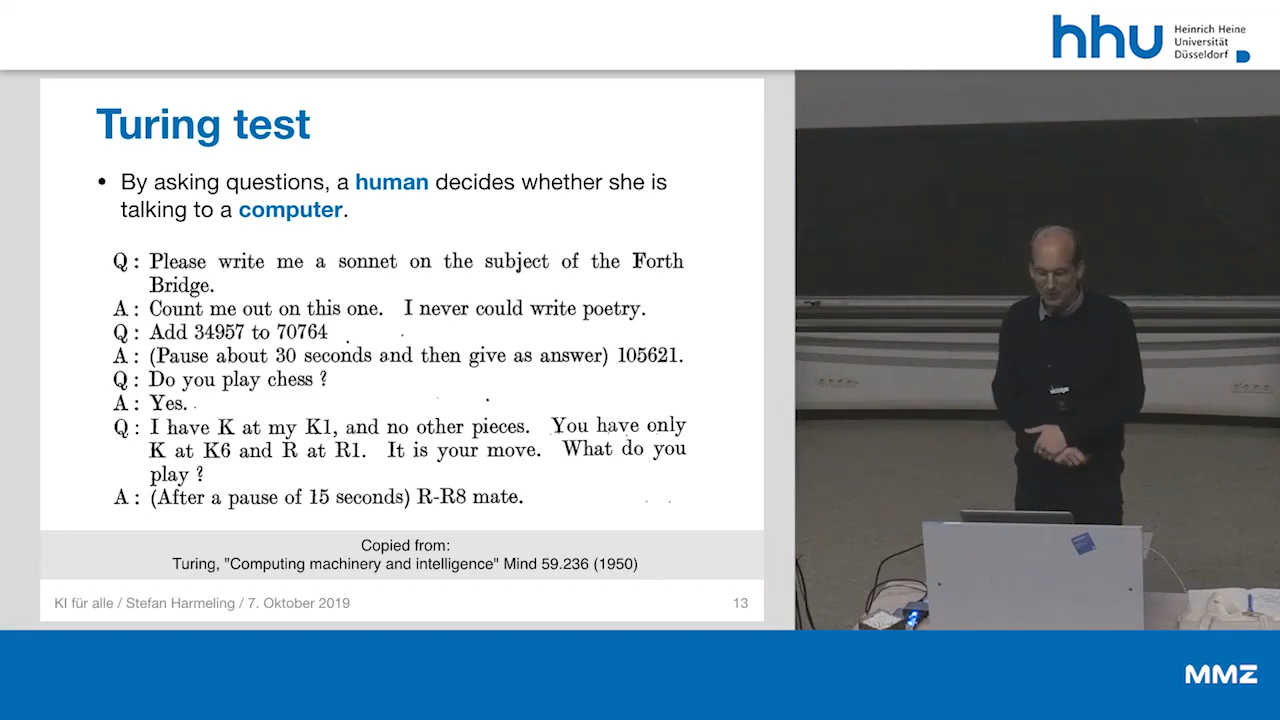 hhu
Heinrich Heine
Universität
Düsseldorf
Turing test
• By asking questions, a human decides whether she is
talking to a computer.
Q : Please write me a sonnet on the subject of the Forth
Bridge.
A : Count me out on this one. I never could write poetry.
Q : Add 34957 to 70764
A : (Pause about 30 seconds and then give as answer) 105621.
Q : Do you play chess ?
A : Yes.
Q : I have K at my K1, and no other pieces. You have only
K at K6 and R at R1. It is your move. What do you
play ?
A : (After a pause of 15 seconds) R-R8 mate.
Copied from:
Turing, "Computing machinery and intelligence" Mind 59.236 (1950)
KI für alle / Stefan Harmeling / 7. Oktober 2019
13
MMZ